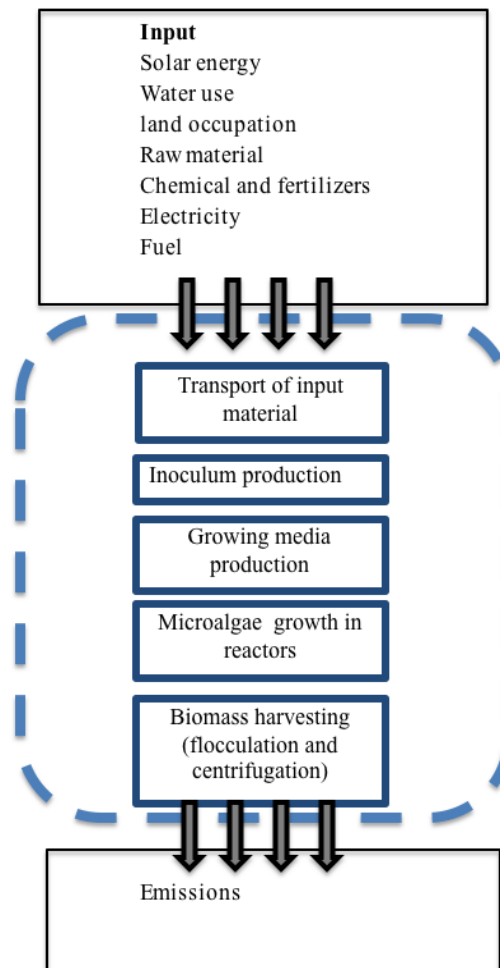 Input
Solar energy
Water use
land occupation
Raw material
Chemical and fertilizers
Electricity
Fuel
Transport of input
material
Inoculum production
Growing media
production
Microalgae growth in
reactors
Biomass harvesting
(flocculation and
centrifugation)
Emissions